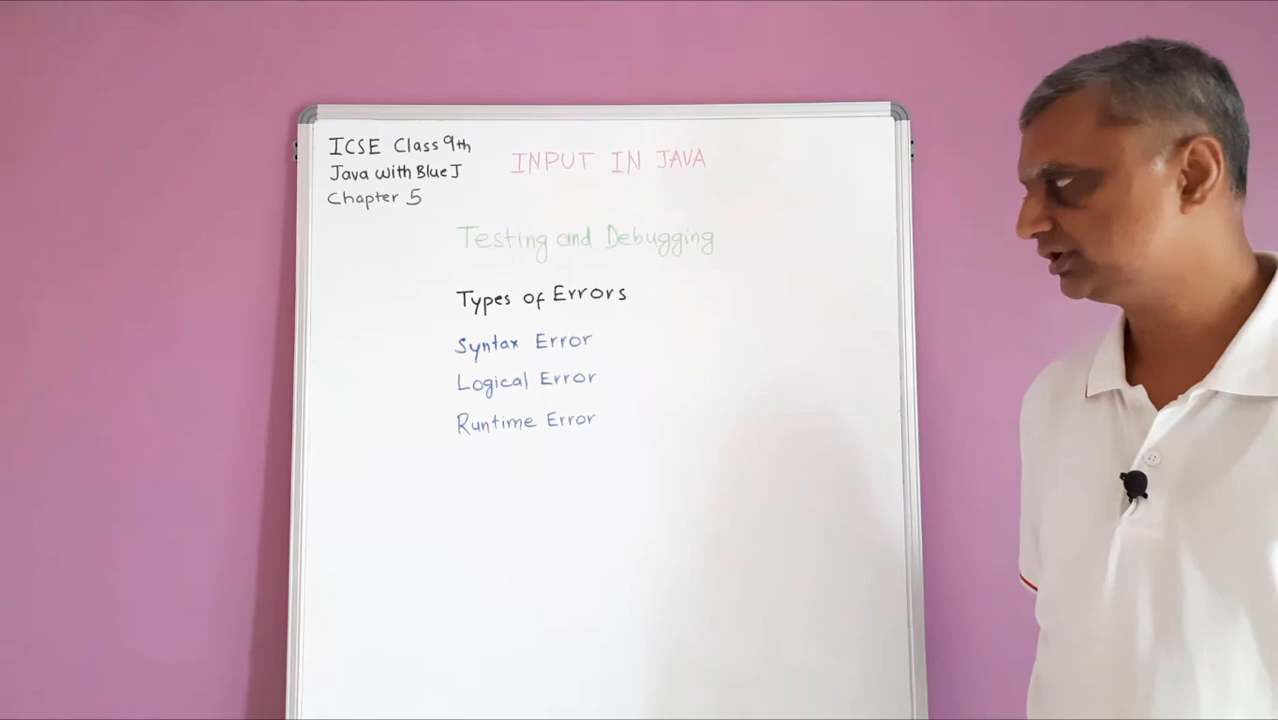 ICSE Class 9th
Java with Blue J
Chapter 5
INPUT IN JAVA
Testing and Debugging
Types of Errors
Syntax Error
Logical Error
Runtime Error